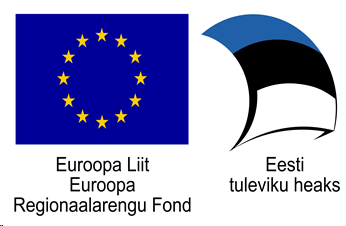 Euroopa Liit
Euroopa
Regionaalarengu Fond
Eesti
tuleviku heaks